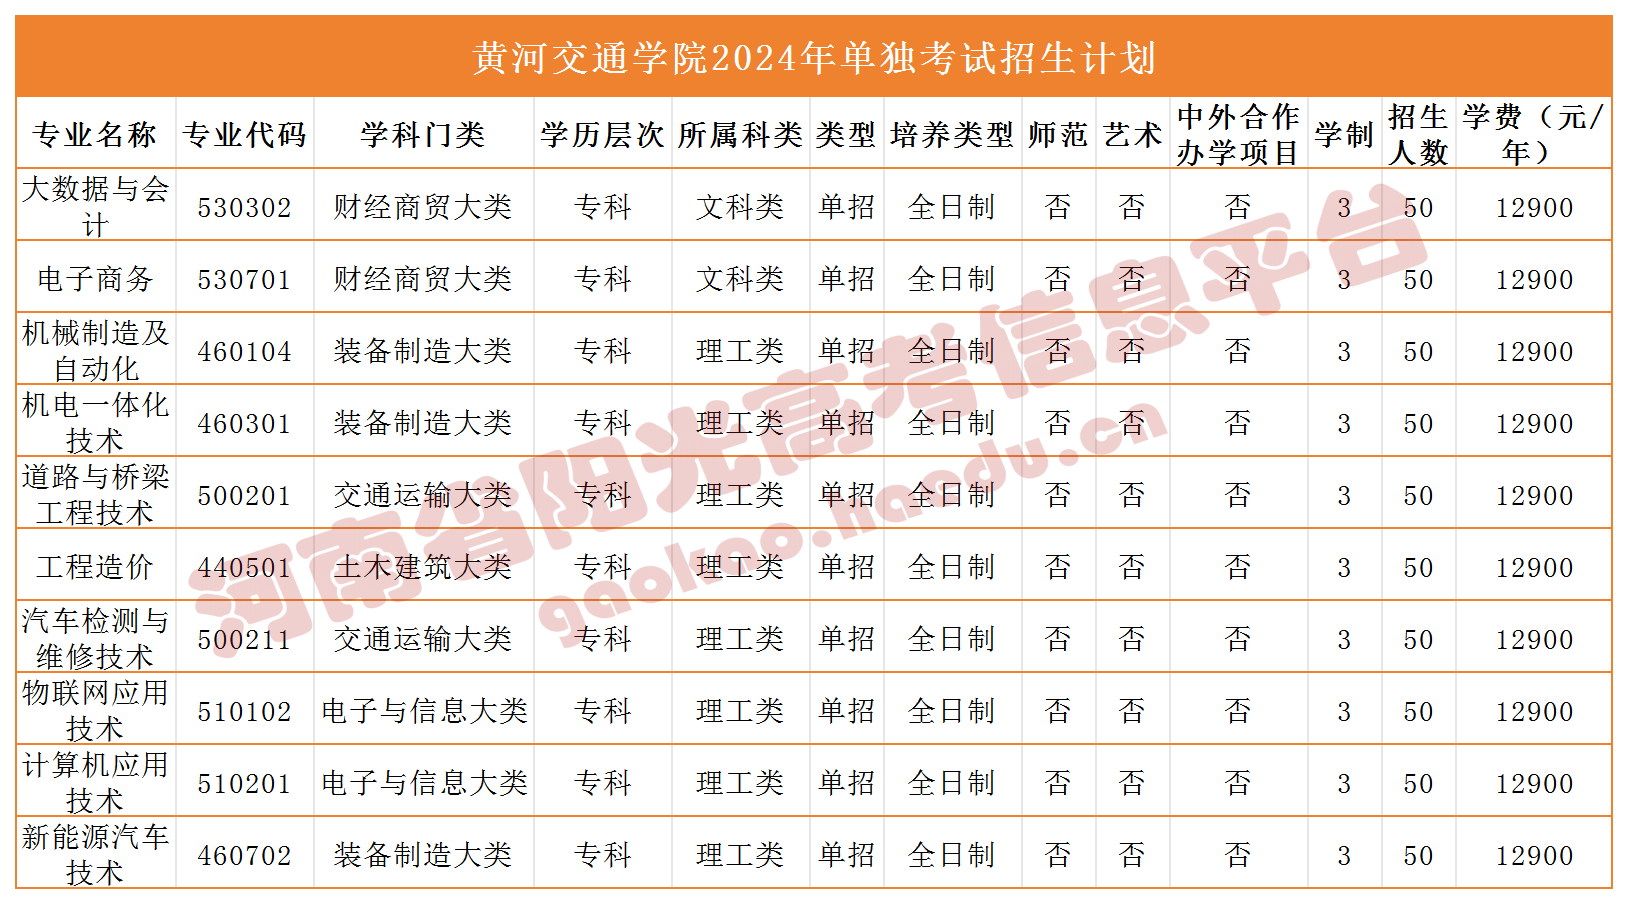 黄河交通学院2024年单独考试招生计划
专业名称 专业代码 学科门类 学历层次 所属科类 类型 培养类型 师范 艺术 中外合作办学项目 学制 招生人数 学费（元/年）
大数据与会计 530302 财经商贸大类 专科 文科类 单招 全日制 否 否 否 3 50 12900
电子商务 530701 财经商贸大类 专科 文科类 单招 全日制 否 否 否 3 50 12900
机械制造及自动化 460104 装备制造大类 专科 理工类 单招 全日制 否 否 否 3 50 12900
机电一体化技术 460301 装备制造大类 专科 理工类 单招 全日制 否 否 否 3 50 12900
道路与桥梁工程技术 500201 交通运输大类 专科 理工类 单招 全日制 否 否 否 3 50 12900
工程造价 440501 土木建筑大类 专科 理工类 单招 全日制 否 否 否 3 50 12900
汽车检测与维修技术 500211 交通运输大类 专科 理工类 单招 全日制 否 否 否 3 50 12900
物联网应用技术 510102 电子与信息大类 专科 理工类 单招 全日制 否 否 否 3 50 12900
计算机应用技术 510201 电子与信息大类 专科 理工类 单招 全日制 否 否 否 3 50 12900
新能源汽车技术 460702 装备制造大类 专科 理工类 单招 全日制 否 否 否 3 50 12900
河南省阳光高考信息平台
gaokao.haedu.cn